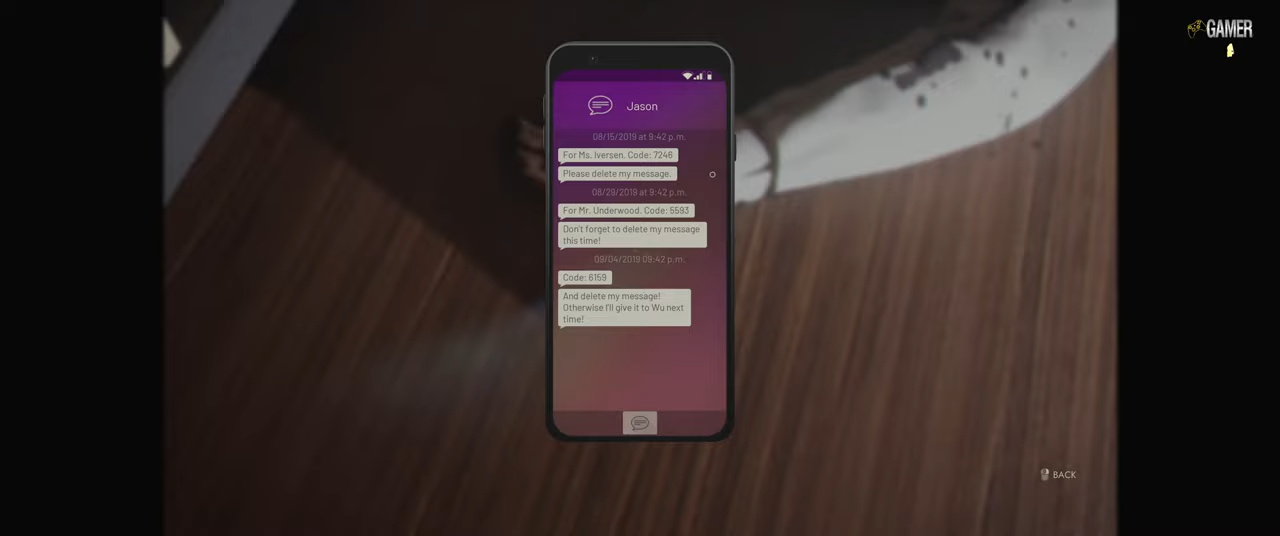 GAMER
Jason
08/15/2019 at 9:42 p.m.
For Ms. Iversen. Code: 7246
Please delete my message.
08/29/2019 at 9:42 p.m.
For Mr. Underwood. Code: 5593
Don't forget to delete my message
this time!
09/04/2019 09:42 p.m.
Code: 6159
And delete my message!
Otherwise I'll give it to Wu next
time!
BACK